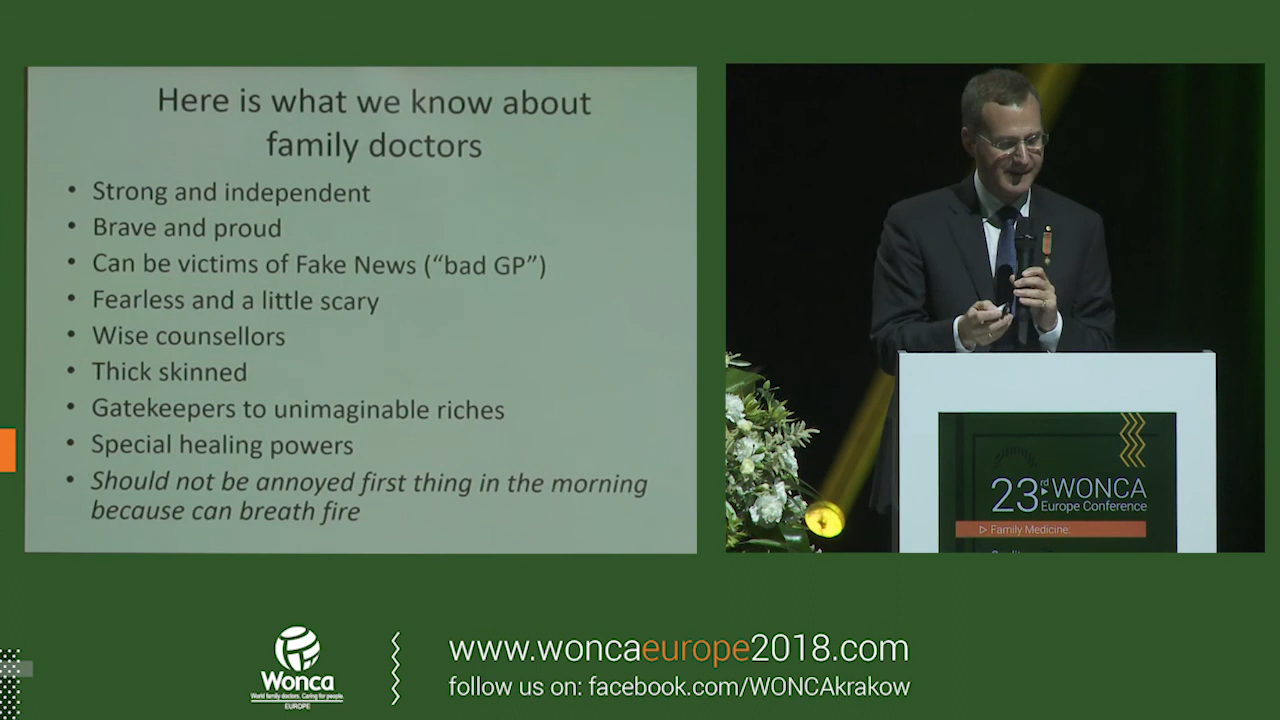 Here is what we know about
family doctors
• Strong and independent
• Brave and proud
• Can be victims of Fake News (“bad GP”)
• Fearless and a little scary
• Wise counsellors
• Thick skinned
• Gatekeepers to unimaginable riches
• Special healing powers
• Should not be annoyed first thing in the morning
because can breath fire
23rd WONCA
Europe Conference
Family Medicine:
Wonca
World family doctors. Caring for people.
EUROPE
www.woncaeurope2018.com
follow us on: facebook.com/WONCAkrakow